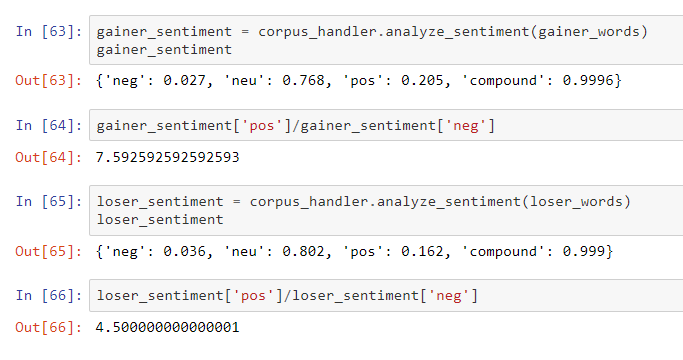 In [63]: gainer_sentiment = corpus_handler.analyze_sentiment(gainer_words)
gainer_sentiment
Out[63]: {'neg': 0.027, 'neu': 0.768, 'pos': 0.205, 'compound': 0.9996}
In [64]: gainer_sentiment['pos']/gainer_sentiment['neg']
Out[64]: 7.592592592592593
In [65]: loser_sentiment = corpus_handler.analyze_sentiment(loser_words)
loser_sentiment
Out[65]: {'neg': 0.036, 'neu': 0.802, 'pos': 0.162, 'compound': 0.999}
In [66]: loser_sentiment['pos']/loser_sentiment['neg']
Out[66]: 4.500000000000001